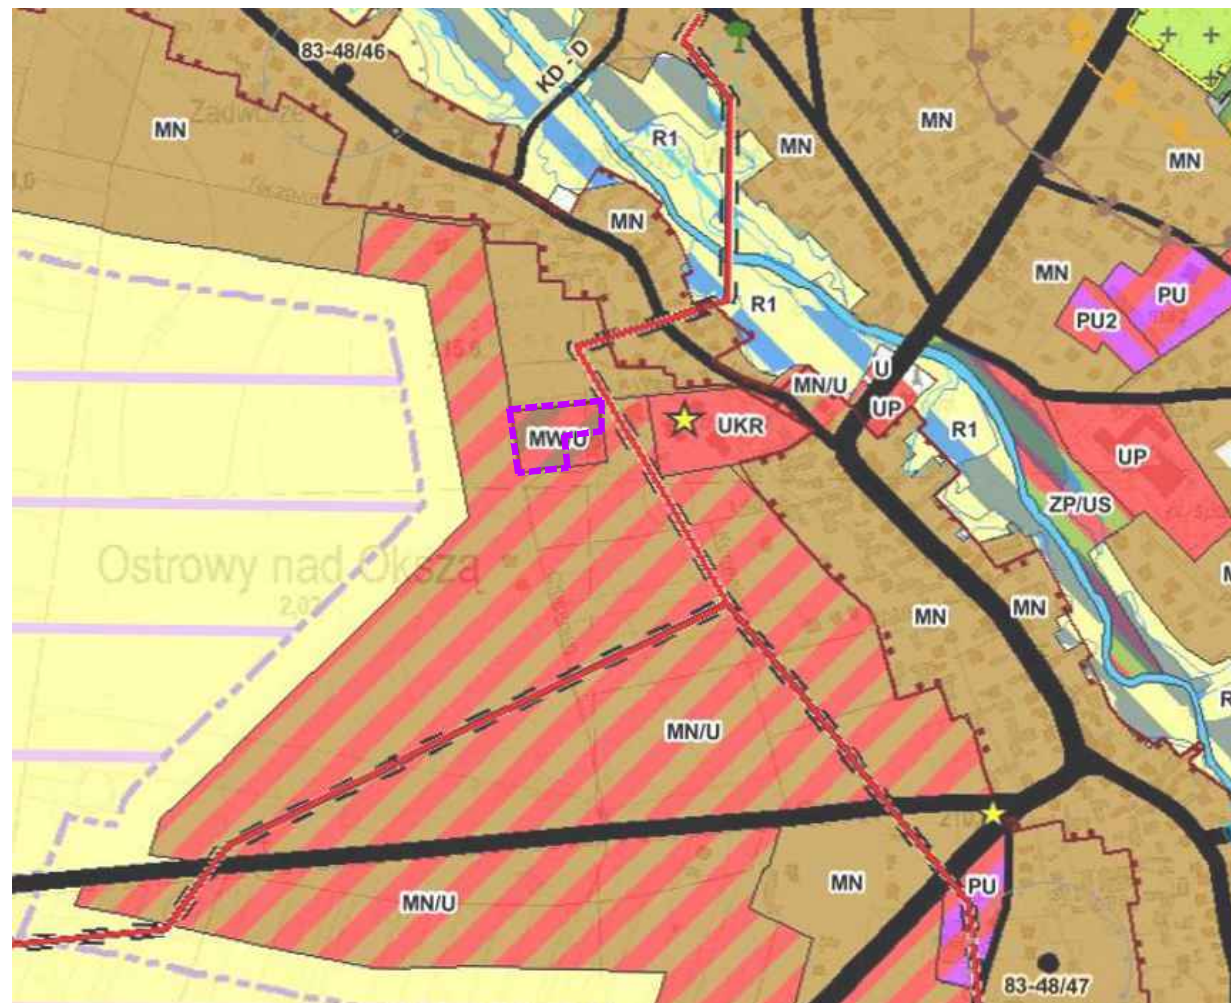 83-48/46
KD - D
Zadworze
MN
R1
MN
MN
MN
MN
MN
R1
PU
PU2
MN/U
U
UP
MW/U
UKR
R1
UP
ZP/US
Ostrowy nad Okszą
MN
MN
MN/U
MN
PU
MN/U
83-48/47